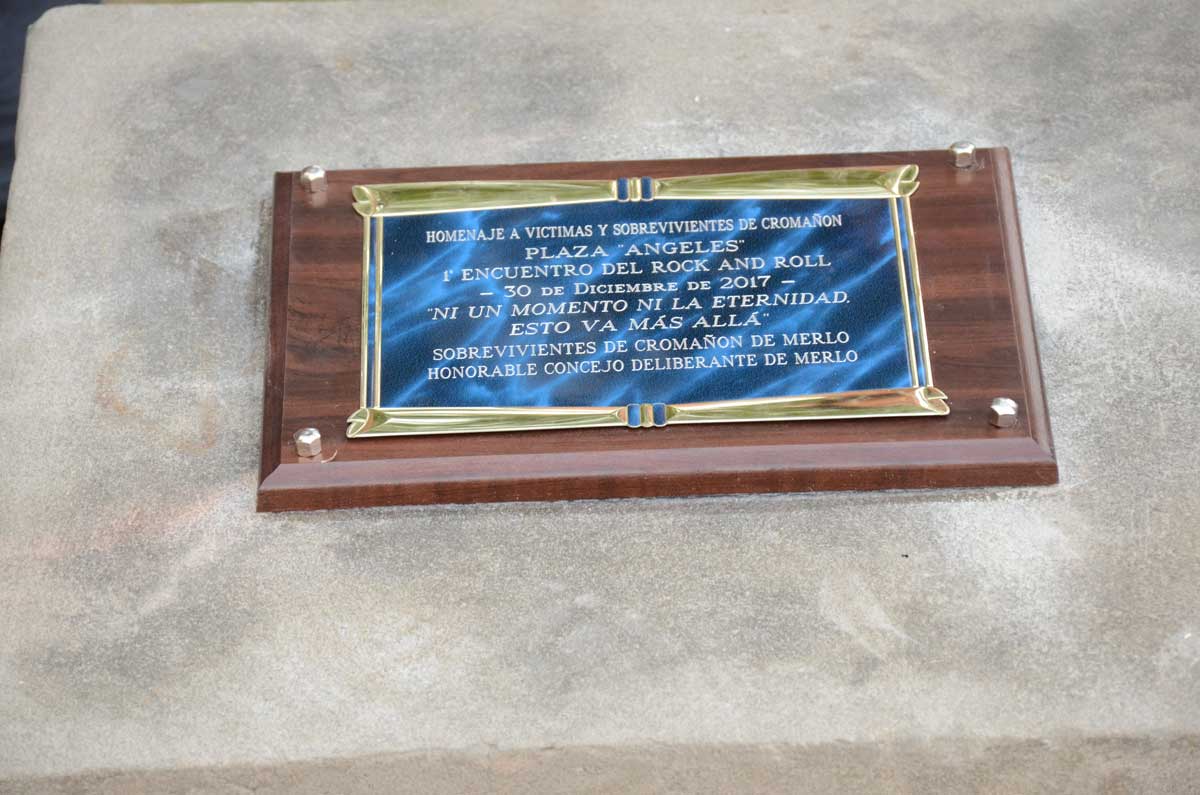 HOMENAJE A VICTIMAS Y SOBREVIVIENTES DE CROMAÑON
PLAZA "ANGELES"
1° ENCUENTRO DEL ROCK AND ROLL
- 30 DE DICIEMBRE DE 2017 -
"NI UN MOMENTO NI LA ETERNIDAD.
ESTO VA MÁS ALLÁ"
SOBREVIVIENTES DE CROMAÑON DE MERLO
HONORABLE CONCEJO DELIBERANTE DE MERLO